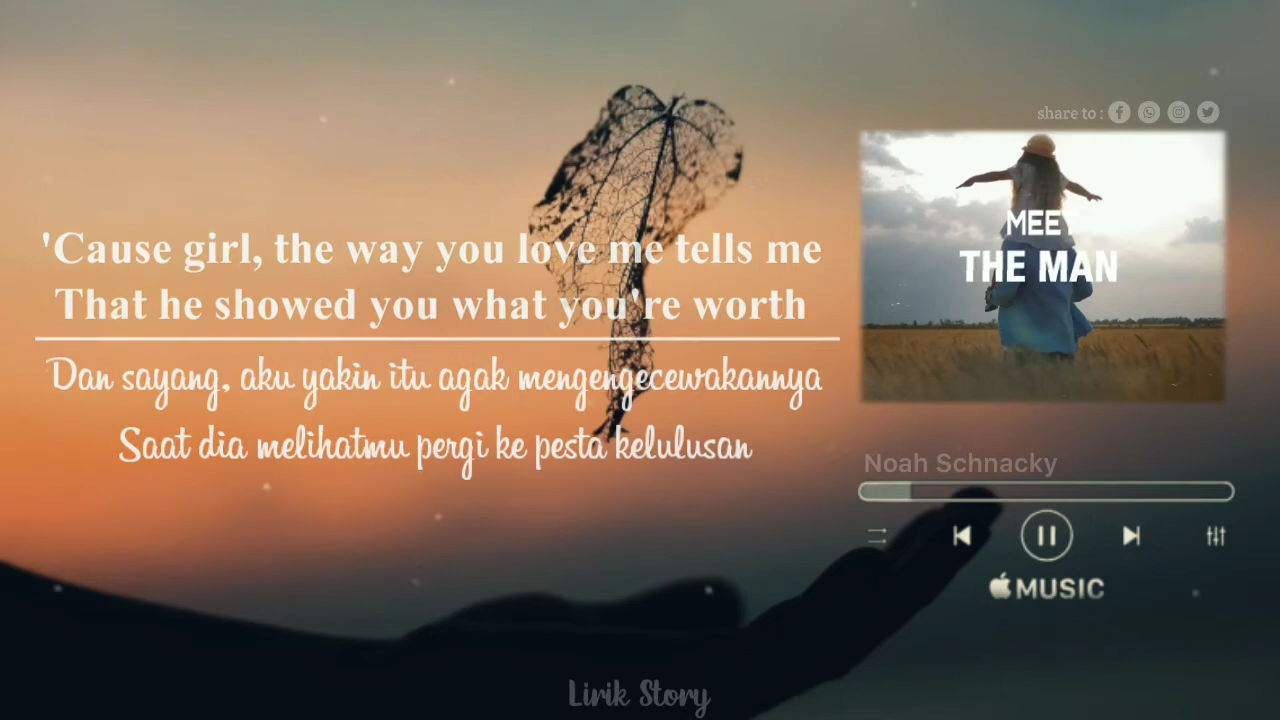 share to :
MEET
THE MAN
'Cause girl, the way you love me tells me
That he showed you what you're worth
Dan sayang, aku yakin itu agak mengengecewakannya
Saat dia melihatmu pergi ke pesta kelulusan
Noah Schnacky
MUSIC
Lirik Story